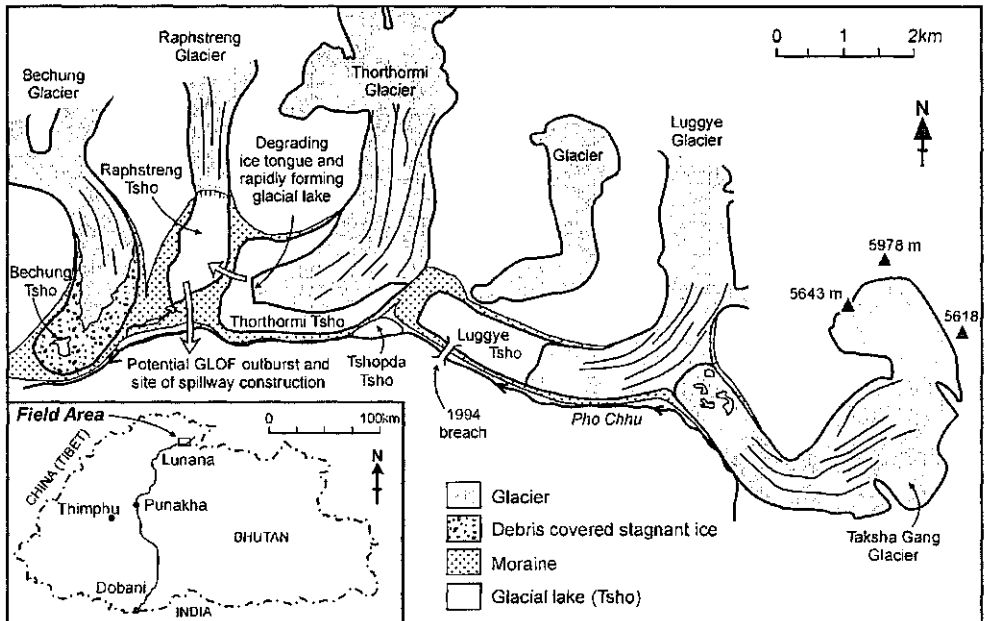 Raphstreng
Glacier
Bechung
Glacier
Thorthormi
Glacier
0 1 2km
N
Luggye
Glacier
Glacier
Degrading
ice tongue and
rapidly forming
glacial lake
Raphstreng
Tsho
5978 m
5643 m
5618
Bechung
Tsho
Thorthormi Tsho
Luggye
Tsho
Potential GLOF outburst and
site of spillway construction
Tshopda
Tsho
1994
breach
Pho Chhu
Taksha Gang
Glacier
Field Area
0 100km
N
CHINA (TIBET)
Lunana
Thimphu
Punakha
BHUTAN
Dobani
INDIA
Glacier
Debris covered stagnant ice
Moraine
Glacial lake (Tsho)